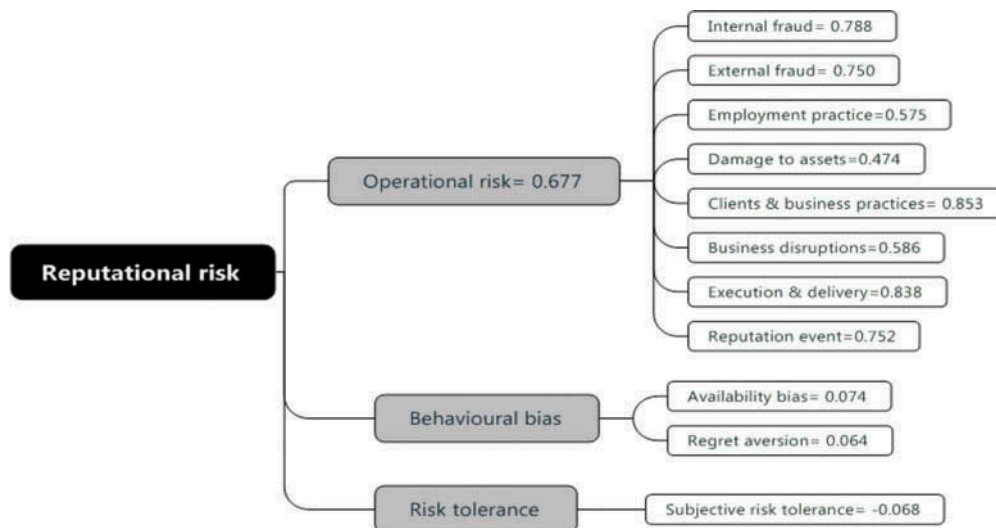 Internal fraud= 0.788
External fraud= 0.750
Employment practice=0.575
Operational risk= 0.677
Damage to assets=0.474
Clients & business practices= 0.853
Reputational risk
Business disruptions=0.586
Execution & delivery=0.838
Reputation event=0.752
Behavioural bias
Availability bias= 0.074
Regret aversion= 0.064
Risk tolerance
Subjective risk tolerance= -0.068